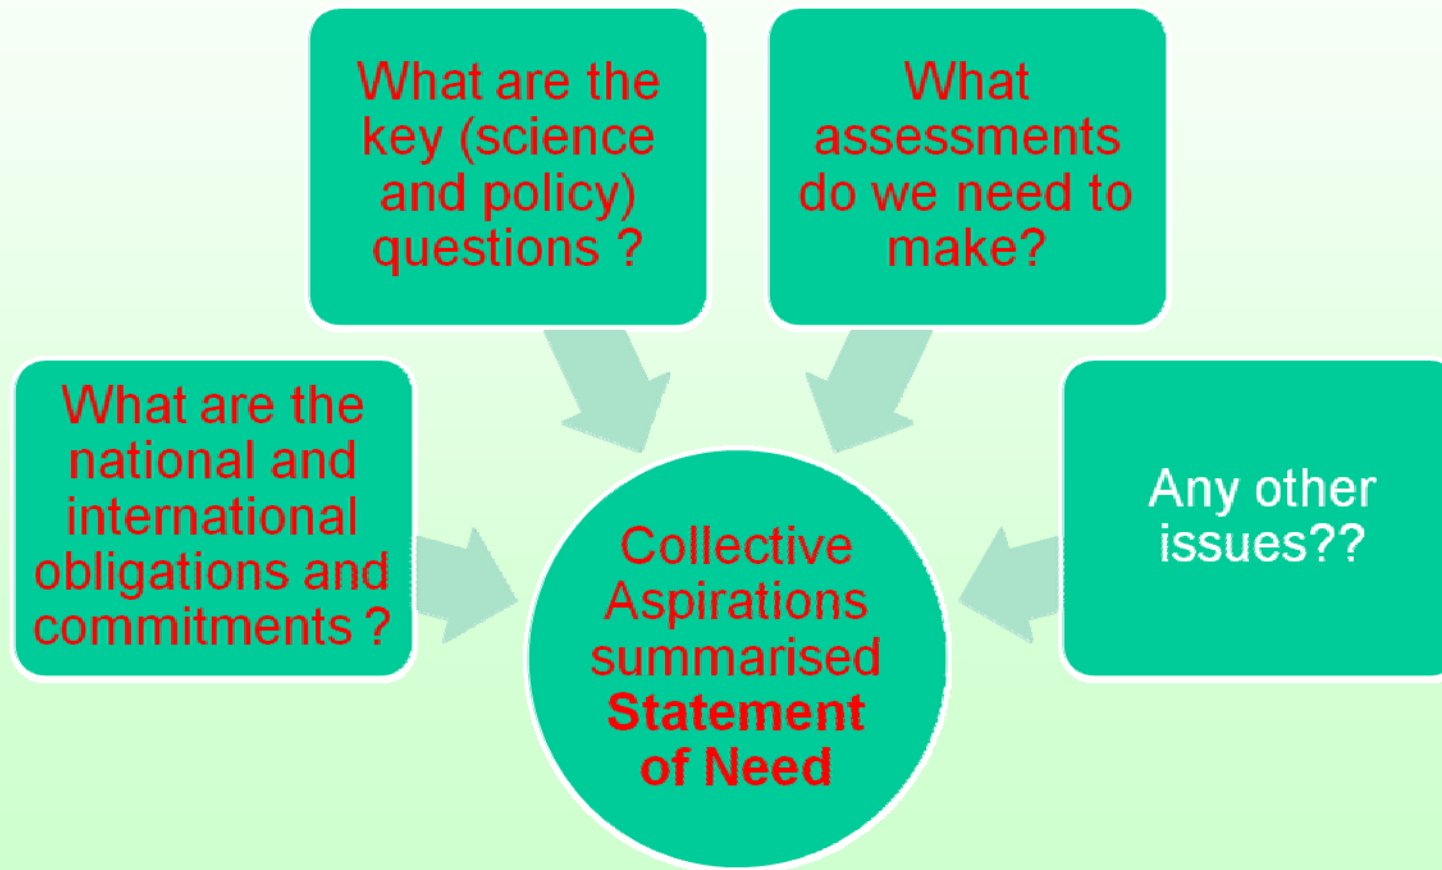 What are the
key (science
and policy)
questions ?
What
assessments
do we need to
make?
What are the
national and
international
obligations and
commitments ?
Any other
issues??
Collective
Aspirations
summarised
Statement
of Need